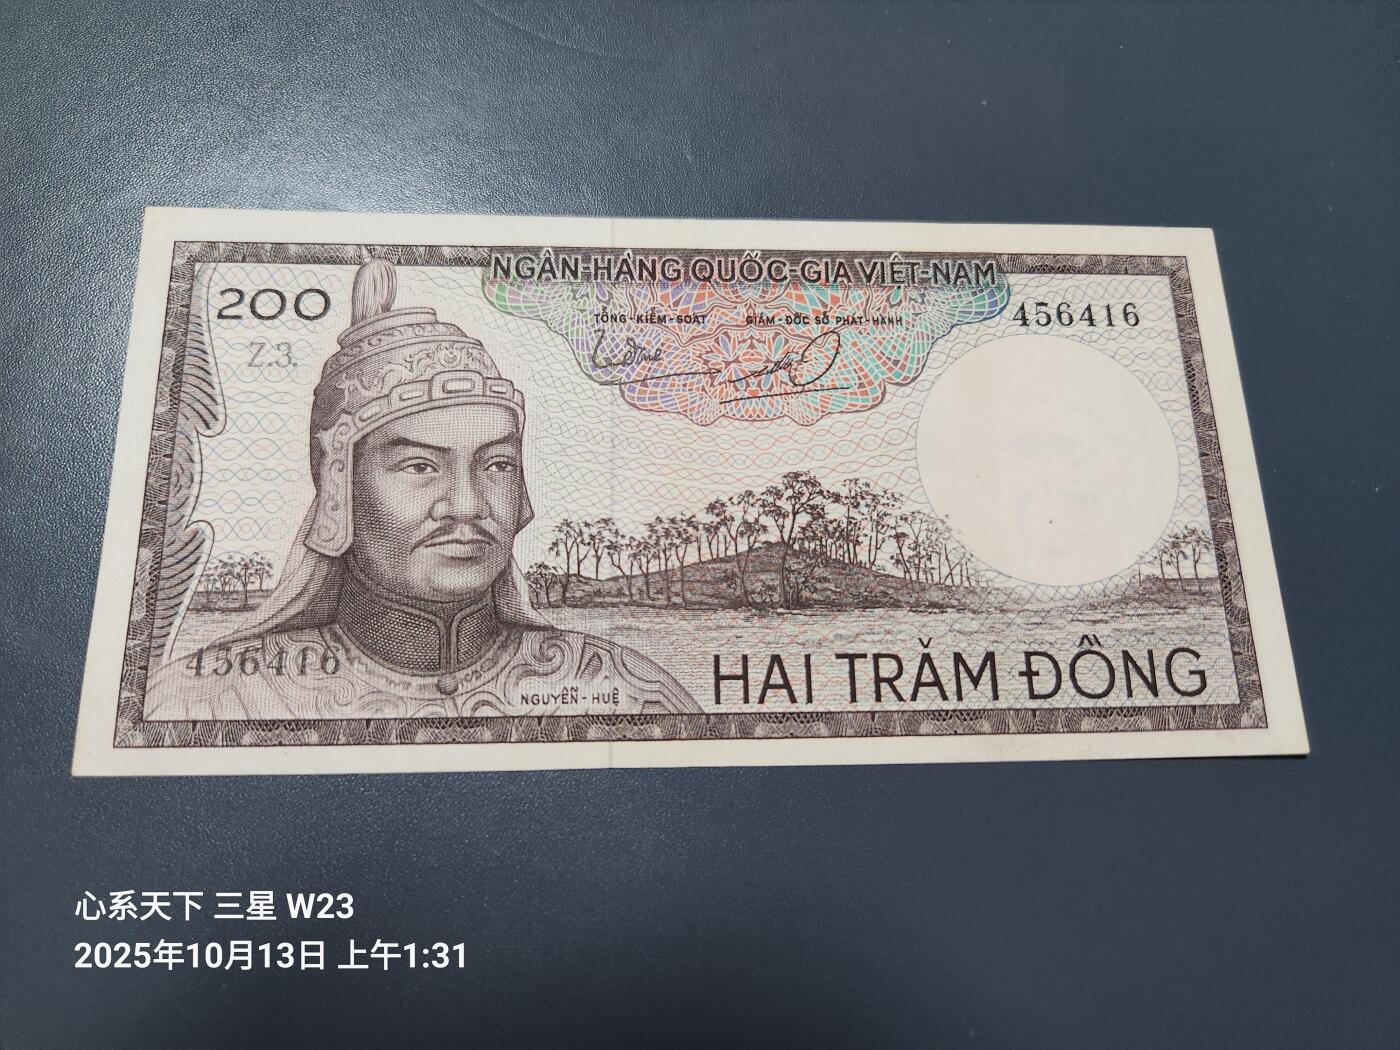 NGÂN-HÀNG QUỐC-GIA VIỆT-NAM
200
456416
TỔNG-KIỂM-SOÁT
GIÁM-ĐỐC SỞ PHÁT-HÀNH
Z.3.
456416
NGUYỄN-HUỆ
HAI TRĂM ĐỒNG
心系天下 三星 W23
2025年10月13日 上午1:31